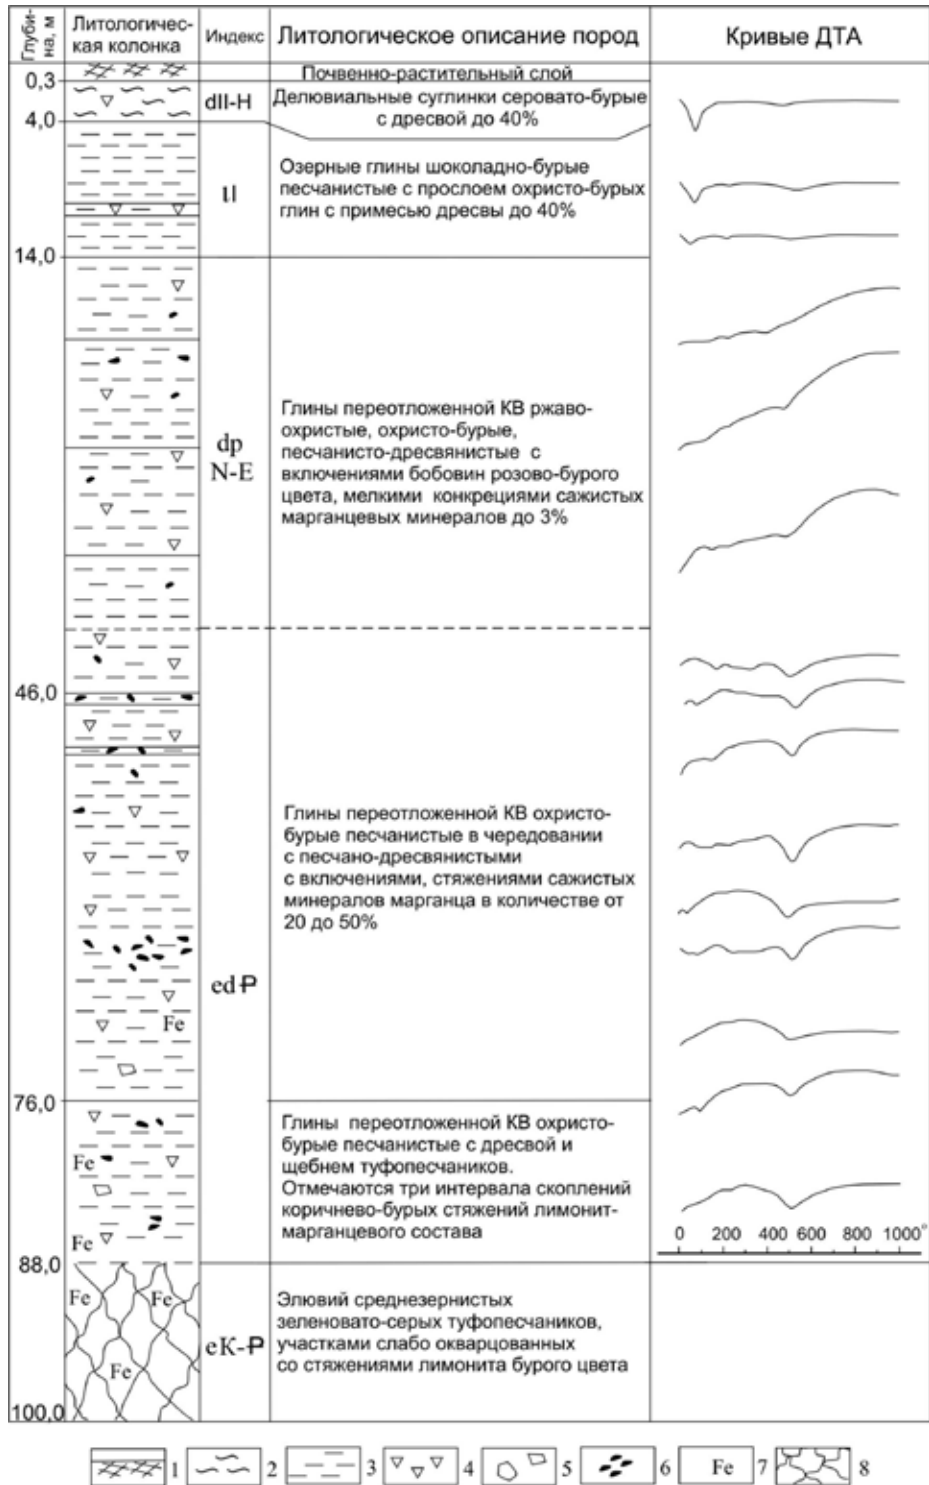 Глуби-
на, м
Литологичес-
кая колонка
Индекс
Литологическое описание пород
Кривые ДТА
Почвенно-растительный слой
0,3
dII-H
Делювиальные суглинки серовато-бурые
с дресвой до 40%
4,0
lI
Озерные глины шоколадно-бурые
песчанистые с прослоем охристо-бурых
глин с примесью дресвы до 40%
14,0
dp
N-E
Глины переотложенной КВ ржаво-
охристые, охристо-бурые,
песчанисто-дресвянистые с
включениями бобовин розово-бурого
цвета, мелкими конкрециями сажистых
марганцевых минералов до 3%
46,0
Глины переотложенной КВ охристо-
бурые песчанистые в чередовании
с песчано-дресвянистыми
с включениями, стяжениями сажистых
минералов марганца в количестве от
20 до 50%
ed₽
Fe
76,0
Глины переотложенной КВ охристо-
бурые песчанистые с дресвой и
щебнем туфопесчаников.
Отмечаются три интервала скоплений
коричнево-бурых стяжений лимонит-
марганцевого состава
Fe
Fe
0 200 400 600 800 1000°
88,0
Fe Fe
Fe
eK-₽
Элювий среднезернистых
зеленовато-серых туфопесчаников,
участками слабо окварцованных
со стяжениями лимонита бурого цвета
100,0
1 2 3 4 5 6 Fe 7 8